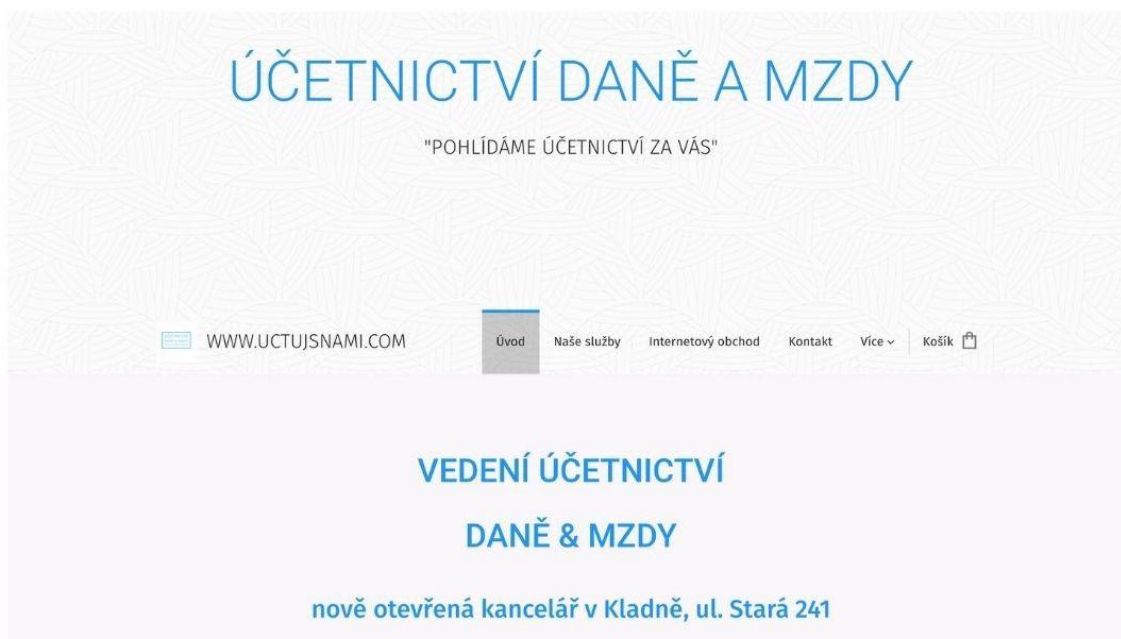 ÚČETNICTVÍ DANĚ A MZDY
"POHLÍDÁME ÚČETNICTVÍ ZA VÁS"
WWW.UCTUJSNAMI.COM
Úvod Naše služby Internetový obchod Kontakt Více Košík
VEDENÍ ÚČETNICTVÍ
DANĚ & MZDY
nově otevřená kancelář v Kladně, ul. Stará 241